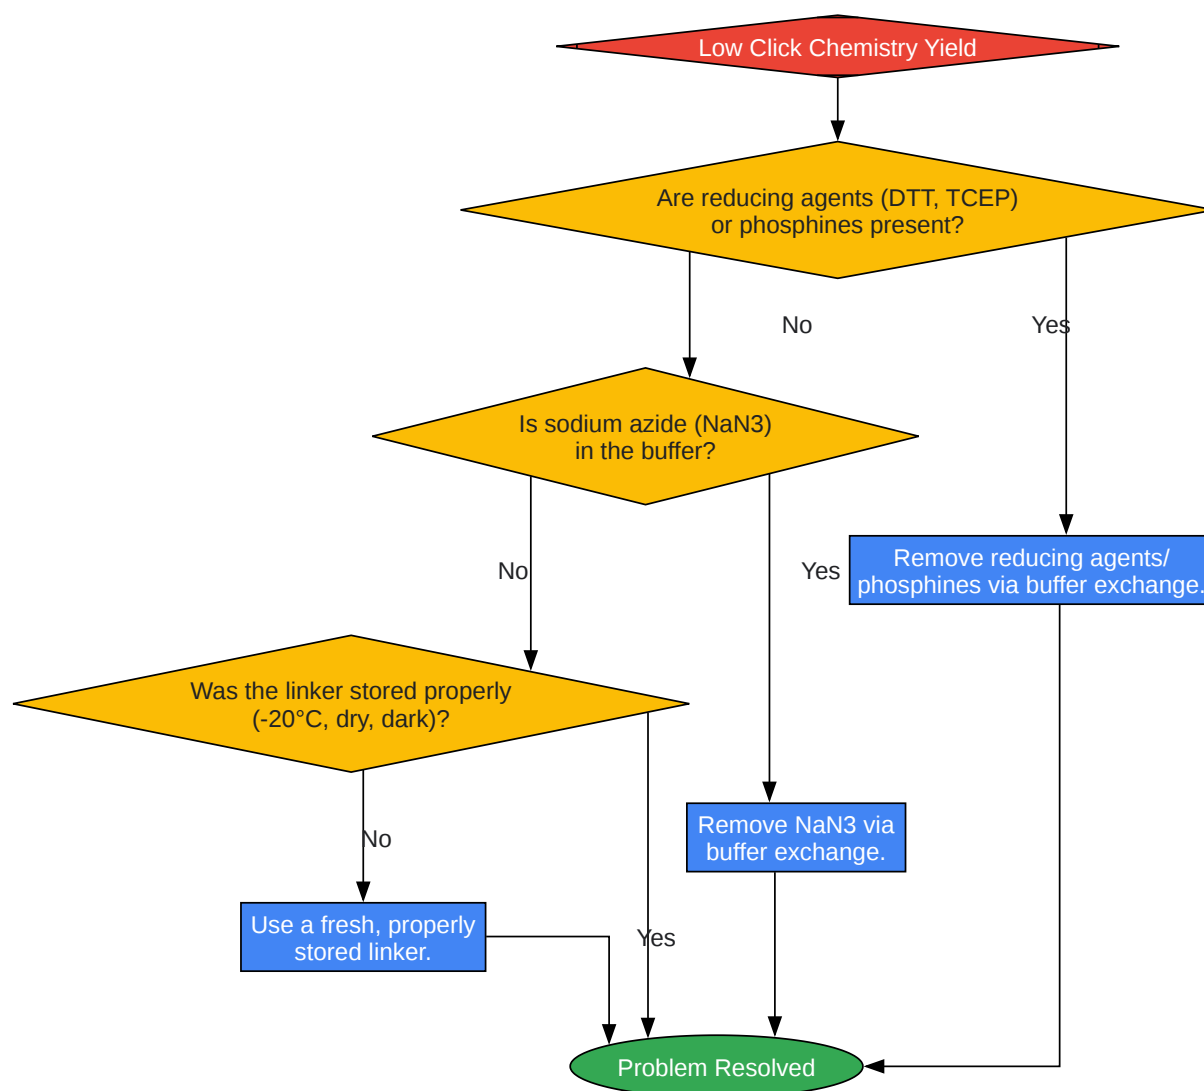 Low Click Chemistry Yield
Are reducing agents (DTT, TCEP)
or phosphines present?
No
Yes
Is sodium azide (NaN3)
in the buffer?
No
Yes
Remove reducing agents/
phosphines via buffer exchange.
Was the linker stored properly
(-20°C, dry, dark)?
No
Remove NaN3 via
buffer exchange.
Use a fresh, properly
stored linker.
Yes
Problem Resolved